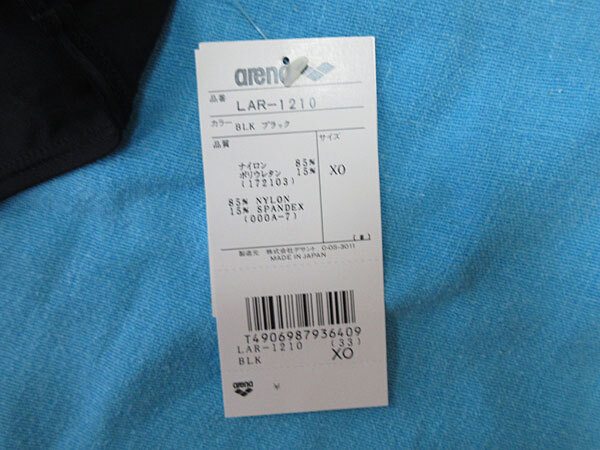 arena
品番 LAR-1210
カラー BLK ブラック
品質 サイズ
ナイロン 85%
ポリウレタン 15%
(172103)
XO
85% NYLON
15% SPANDEX
(000A-7)
製造元 株式会社デサント 0-05-3011
MADE IN JAPAN
T4906987936409
LAR-1210 (33)
BLK XO
arena ¥